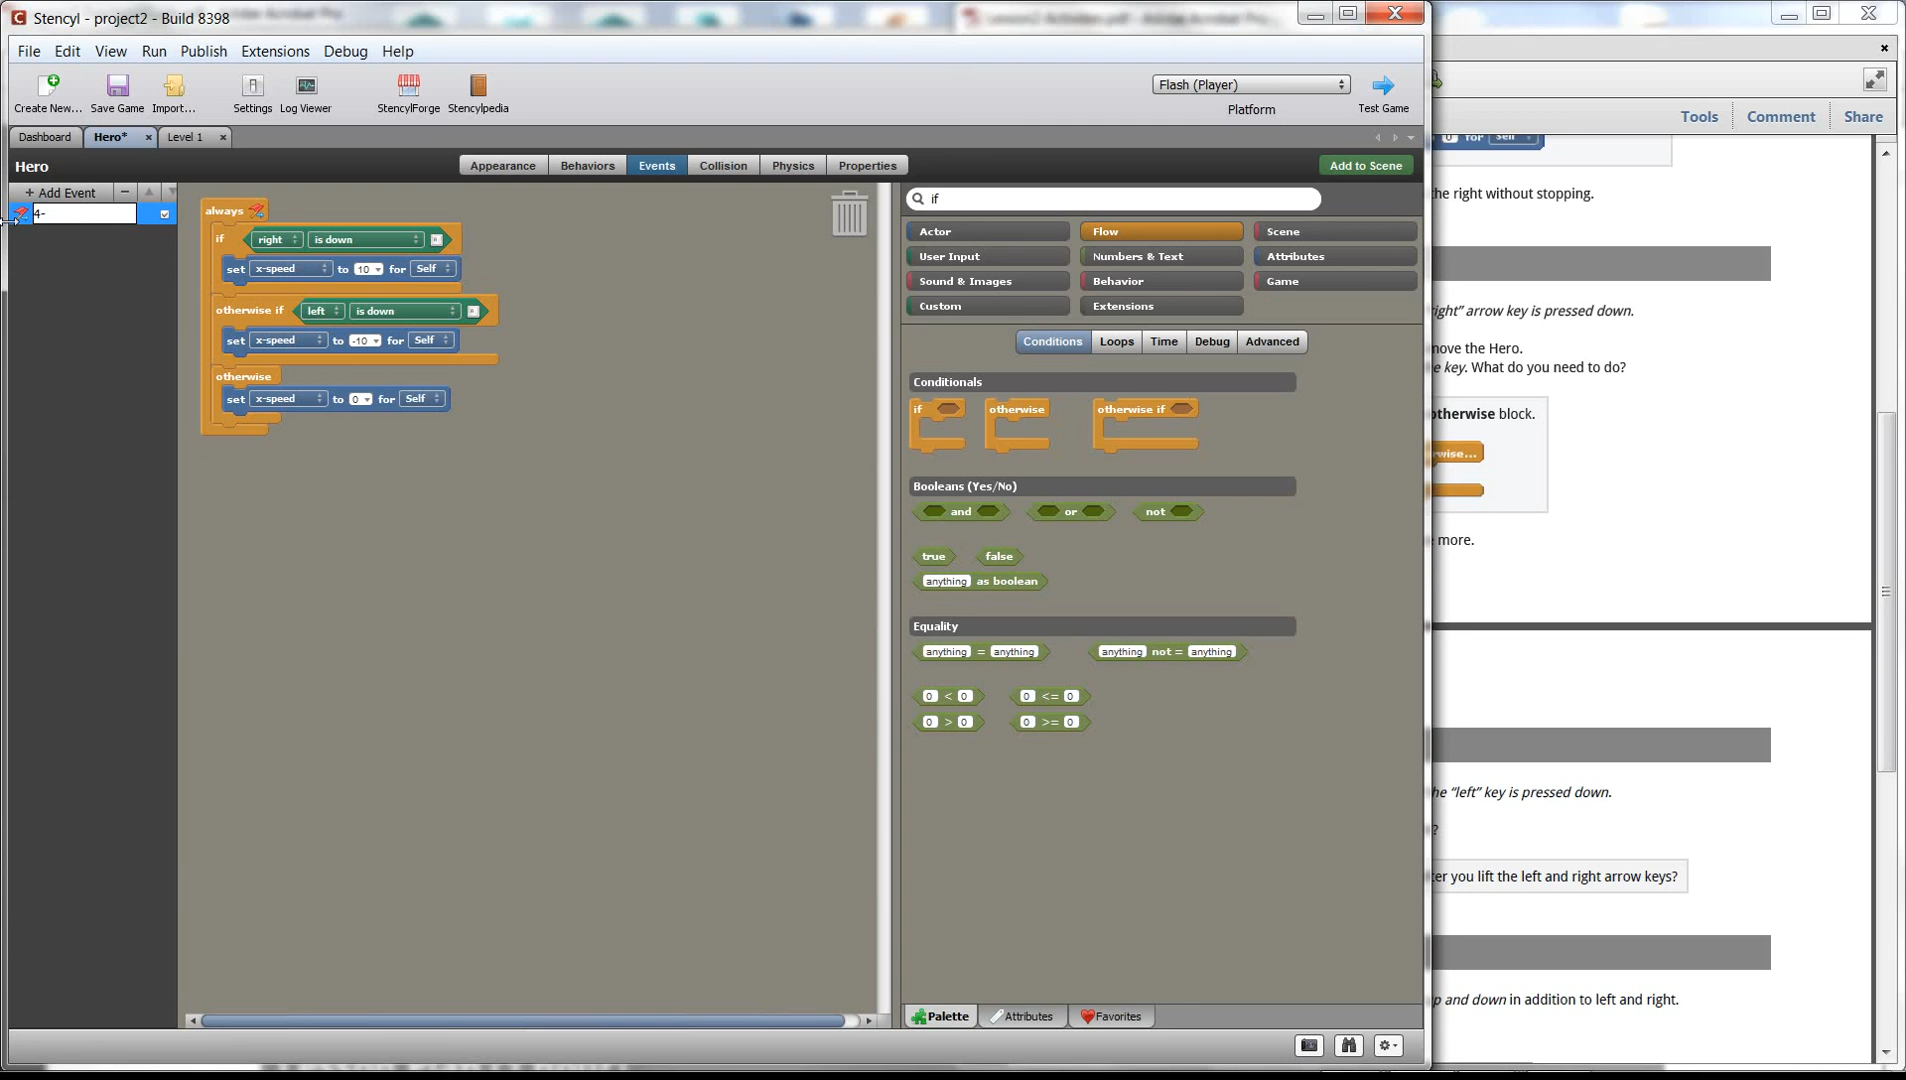 Stencyl - project2 - Build 8398
File Edit View Run Publish Extensions Debug Help
Create New... Save Game Import... Settings Log Viewer StencylForge Stencylpedia
Flash (Player)
Platform
Test Game
Dashboard Hero* Level 1
Hero
Appearance Behaviors Events Collision Physics Properties
Add to Scene
+ Add Event
4-
always
if right is down
set x-speed to 10 for Self
otherwise if left is down
set x-speed to -10 for Self
otherwise
set x-speed to 0 for Self
if
Actor Flow Scene
User Input Numbers & Text Attributes
Sound & Images Behavior Game
Custom Extensions
Conditions Loops Time Debug Advanced
Conditionals
if otherwise otherwise if
Booleans (Yes/No)
and or not
true false
anything as boolean
Equality
anything = anything anything not = anything
0 < 0 0 <= 0
0 > 0 0 >= 0
Palette Attributes Favorites
Tools Comment Share
for Self
the right without stopping.
ight" arrow key is pressed down.
move the Hero.
e key. What do you need to do?
otherwise block.
rwise...
more.
he "left" key is pressed down.
?
ter you lift the left and right arrow keys?
p and down in addition to left and right.